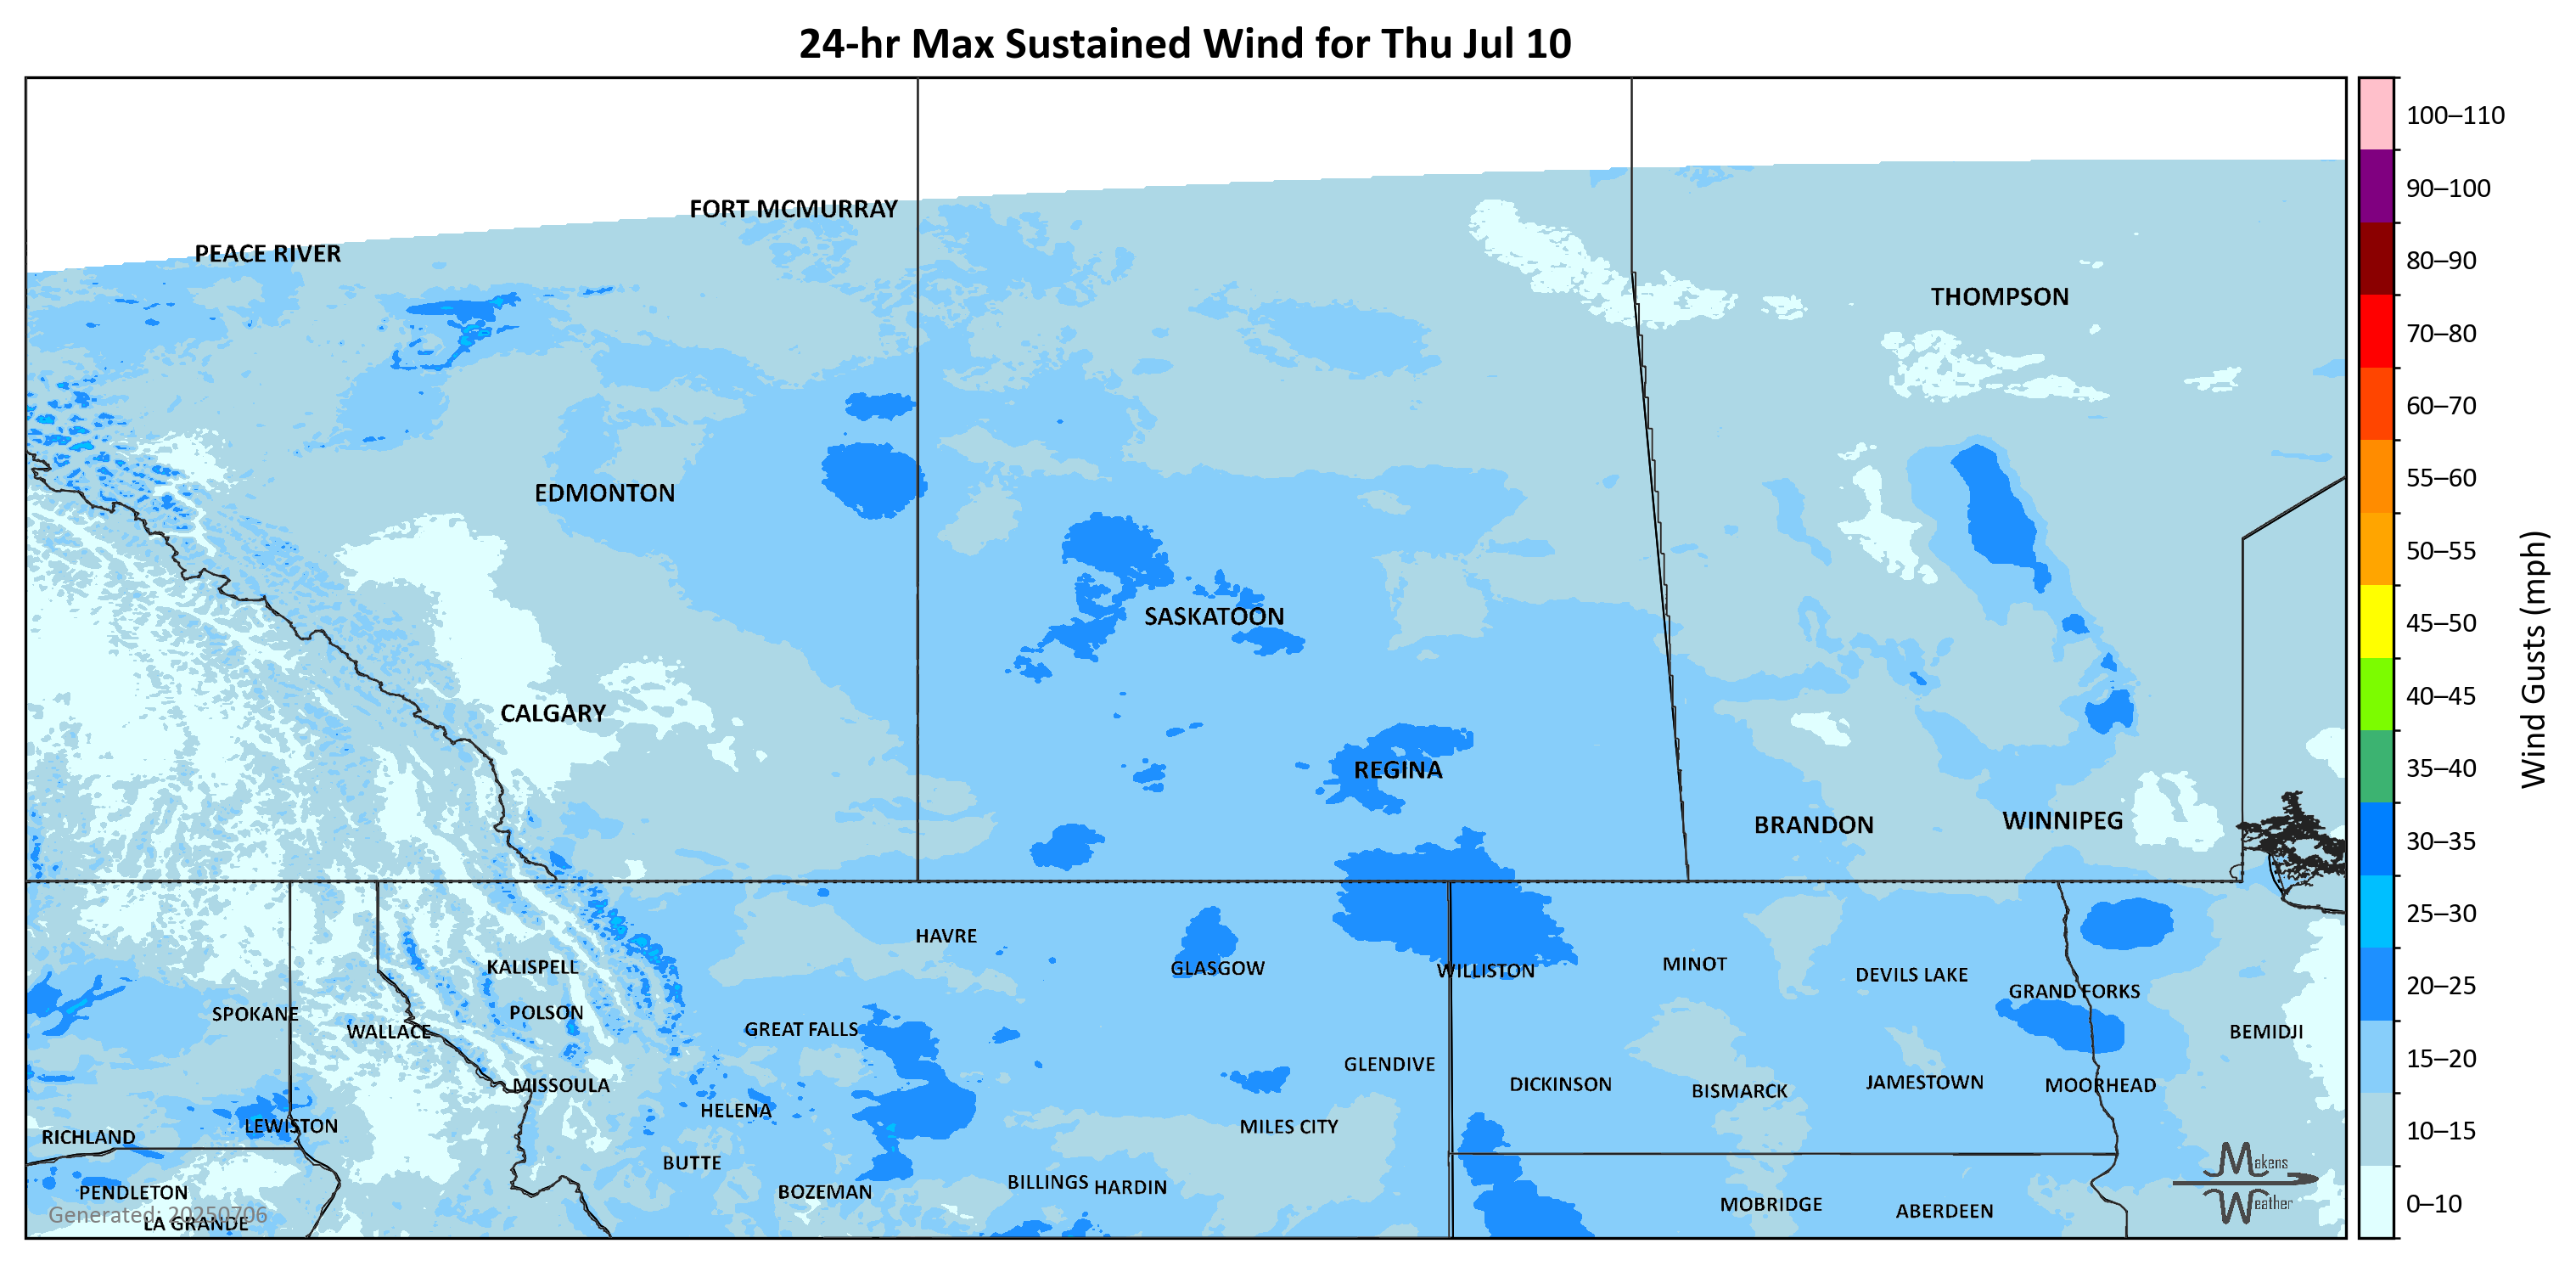 24-hr Max Sustained Wind for Thu Jul 10
FORT MCMURRAY
PEACE RIVER
THOMPSON
EDMONTON
SASKATOON
CALGARY
REGINA
BRANDON
WINNIPEG
HAVRE
GLASGOW
WILLISTON
MINOT
DEVILS LAKE
KALISPELL
GRAND FORKS
SPOKANE
POLSON
WALLACE
GREAT FALLS
BEMIDJI
GLENDIVE
MISSOULA
DICKINSON
BISMARCK
JAMESTOWN
MOORHEAD
HELENA
LEWISTON
MILES CITY
RICHLAND
BUTTE
BILLINGS
HARDIN
PENDLETON
BOZEMAN
MOBRIDGE
ABERDEEN
LA GRANDE
Generated: 20250706
Makens
Weather
100–110
90–100
80–90
70–80
60–70
55–60
50–55
45–50
40–45
35–40
30–35
25–30
20–25
15–20
10–15
0–10
Wind Gusts (mph)